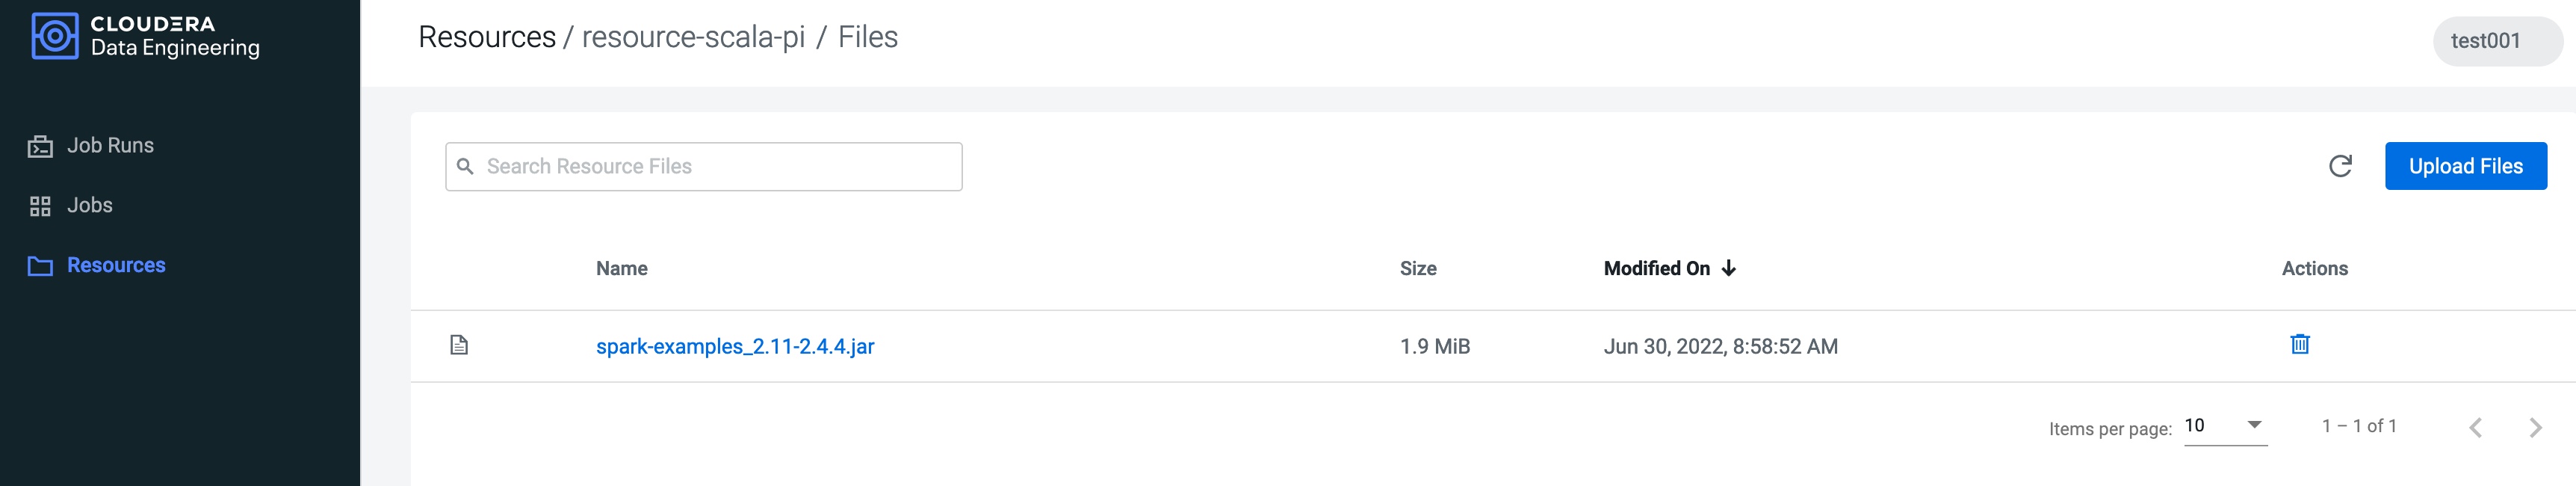 CLOUDERA
Data Engineering
Job Runs
Jobs
Resources
Resources / resource-scala-pi / Files
test001
Search Resource Files
Upload Files
Name Size Modified On Actions
spark-examples_2.11-2.4.4.jar 1.9 MiB Jun 30, 2022, 8:58:52 AM
Items per page: 10 1 – 1 of 1